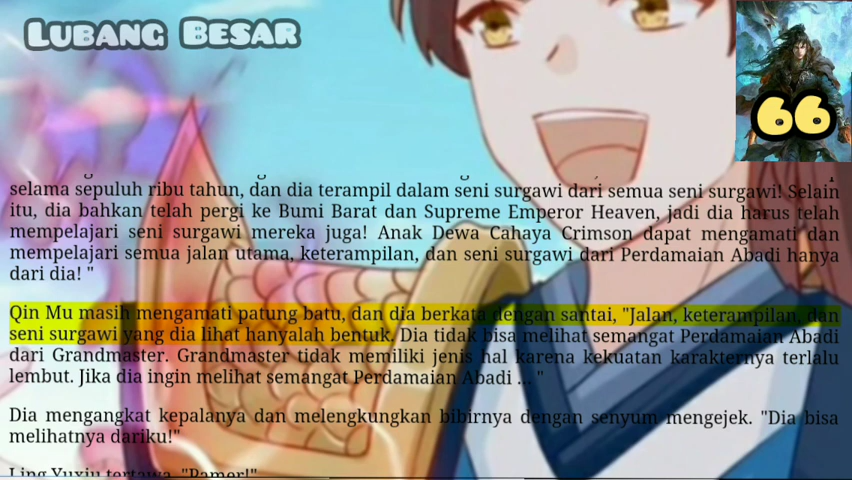 LUBANG BESAR
66
selama sepuluh ribu tahun, dan dia terampil dalam seni surgawi dari semua seni surgawi! Selain
itu, dia bahkan telah pergi ke Bumi Barat dan Supreme Emperor Heaven, jadi dia harus telah
mempelajari seni surgawi mereka juga! Anak Dewa Cahaya Crimson dapat mengamati dan
mempelajari semua jalan utama, keterampilan, dan seni surgawi dari Perdamaian Abadi hanya
dari dia! "
Qin Mu masih mengamati patung batu, dan dia berkata dengan santai, "Jalan, keterampilan, dan
seni surgawi yang dia lihat hanyalah bentuk. Dia tidak bisa melihat semangat Perdamaian Abadi
dari Grandmaster. Grandmaster tidak memiliki jenis hal karena kekuatan karakternya terlalu
lembut. Jika dia ingin melihat semangat Perdamaian Abadi ... "
Dia mengangkat kepalanya dan melengkungkan bibirnya dengan senyum mengejek. "Dia bisa
melihatnya dariku!"
Ling Yuxiu tertawa, "Pamer!"